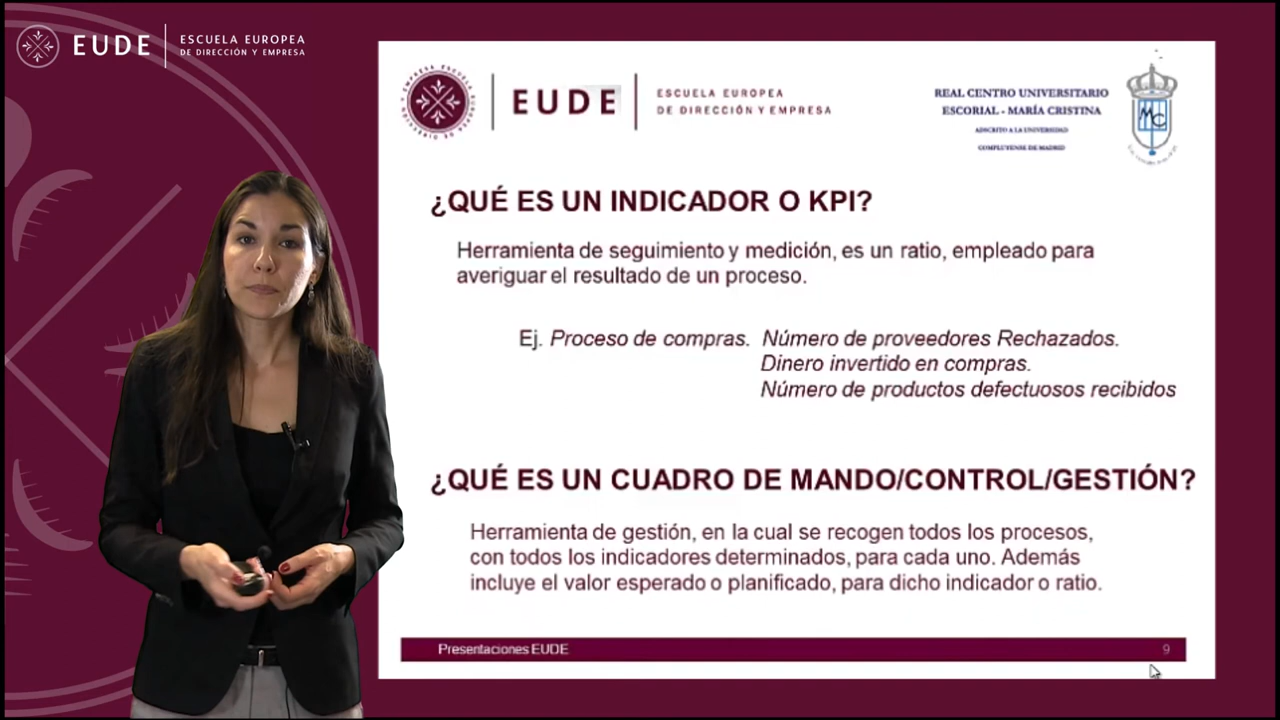 EUDE
ESCUELA EUROPEA
DE DIRECCIÓN Y EMPRESA
EUDE
ESCUELA EUROPEA
DE DIRECCIÓN Y EMPRESA
REAL CENTRO UNIVERSITARIO
ESCORIAL - MARÍA CRISTINA
ADSCRITO A LA UNIVERSIDAD
COMPLUTENSE DE MADRID
¿QUÉ ES UN INDICADOR O KPI?
Herramienta de seguimiento y medición, es un ratio, empleado para
averiguar el resultado de un proceso.
Ej. Proceso de compras. Número de proveedores Rechazados.
Dinero invertido en compras.
Número de productos defectuosos recibidos
¿QUÉ ES UN CUADRO DE MANDO/CONTROL/GESTIÓN?
Herramienta de gestión, en la cual se recogen todos los procesos,
con todos los indicadores determinados, para cada uno. Además
incluye el valor esperado o planificado, para dicho indicador o ratio.
Presentaciones EUDE
9